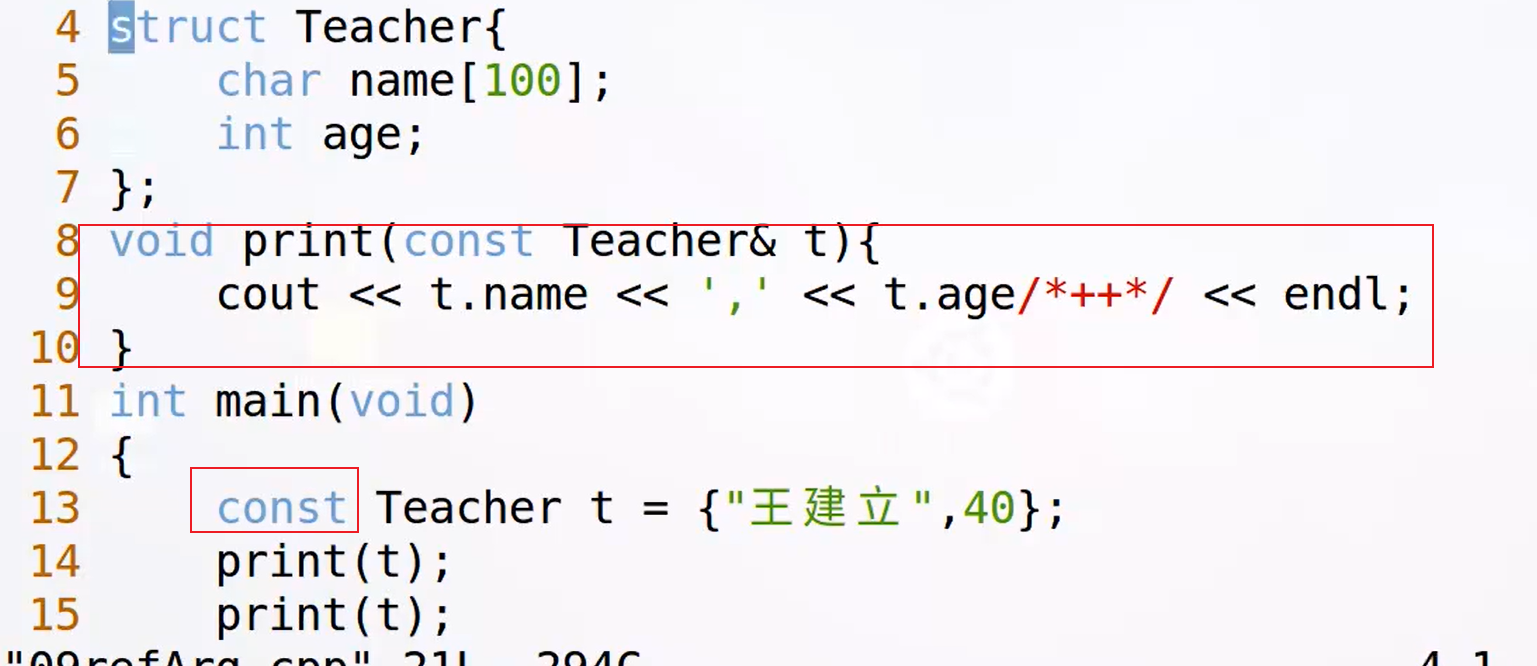 4 struct Teacher{
5     char name[100];
6     int age;
7 };
8 void print(const Teacher& t){
9     cout << t.name << ',' << t.age/*++*/ << endl;
10 }
11 int main(void)
12 {
13     const Teacher t = {"王建立",40};
14     print(t);
15     print(t);
"09refArg.cpp" 21L, 294C 4,1